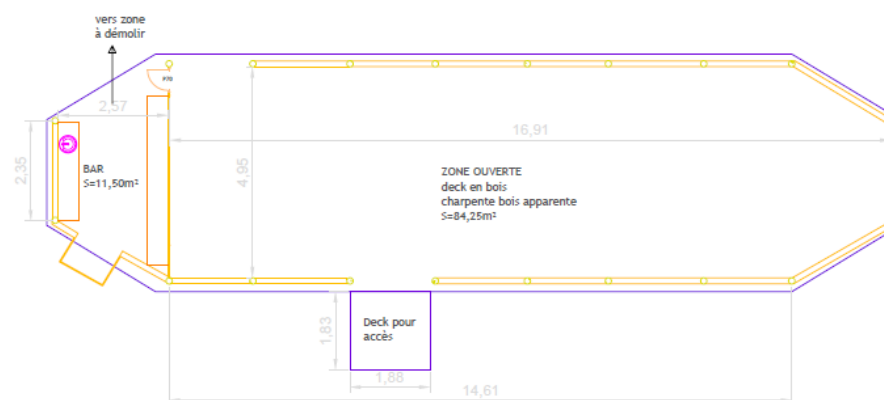 vers zone
à démolir
P70
2,57
16,91
2,35
BAR
S=11,50m²
4,95
ZONE OUVERTE
deck en bois
charpente bois apparente
S=84,25m²
Deck pour
accès
1,83
1,88
14,61